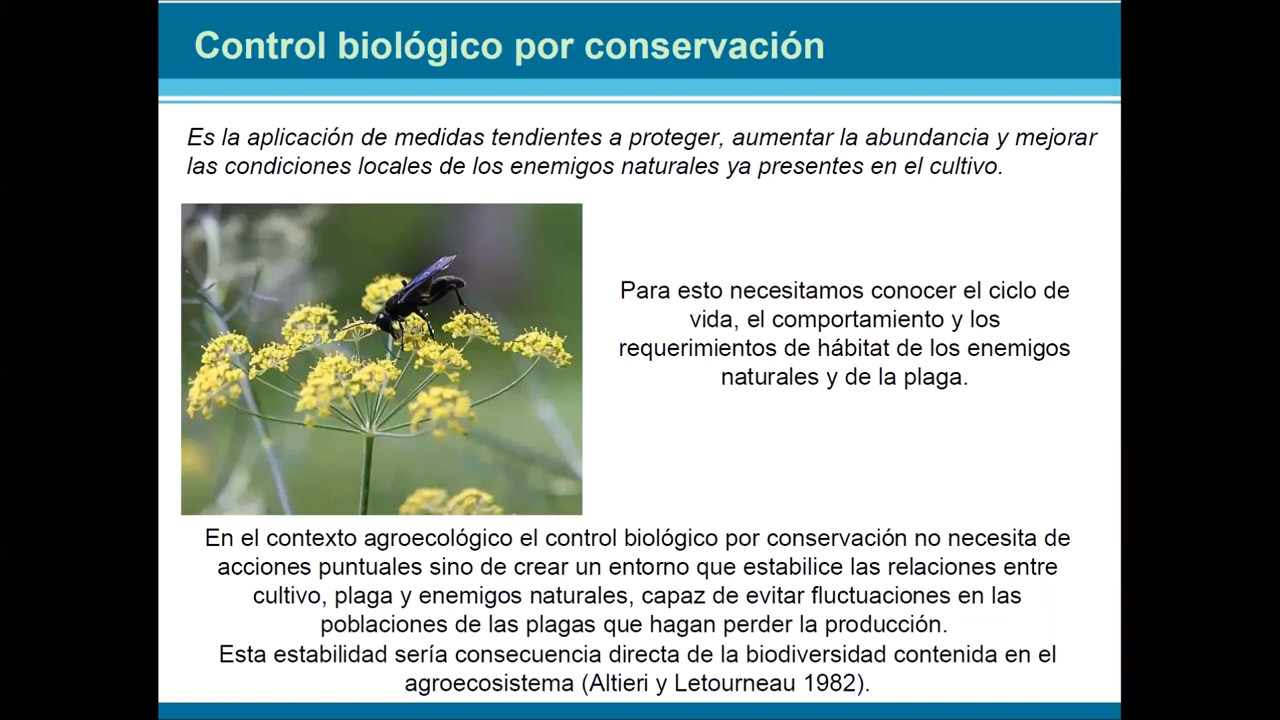 Control biológico por conservación
Es la aplicación de medidas tendientes a proteger, aumentar la abundancia y mejorar
las condiciones locales de los enemigos naturales ya presentes en el cultivo.
Para esto necesitamos conocer el ciclo de
vida, el comportamiento y los
requerimientos de hábitat de los enemigos
naturales y de la plaga.
En el contexto agroecológico el control biológico por conservación no necesita de
acciones puntuales sino de crear un entorno que estabilice las relaciones entre
cultivo, plaga y enemigos naturales, capaz de evitar fluctuaciones en las
poblaciones de las plagas que hagan perder la producción.
Esta estabilidad sería consecuencia directa de la biodiversidad contenida en el
agroecosistema (Altieri y Letourneau 1982).